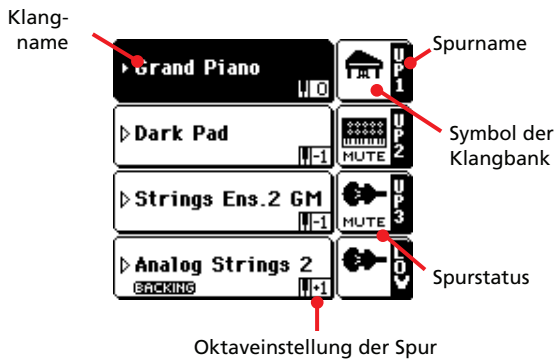 Klang-
name
Grand Piano
0
UP1
Spurname
Dark Pad
-1
MUTE
UP2
Symbol der
Klangbank
Strings Ens.2 GM
-1
MUTE
UP3
Analog Strings 2
BACKING
+1
LOW
Spurstatus
Oktaveinstellung der Spur